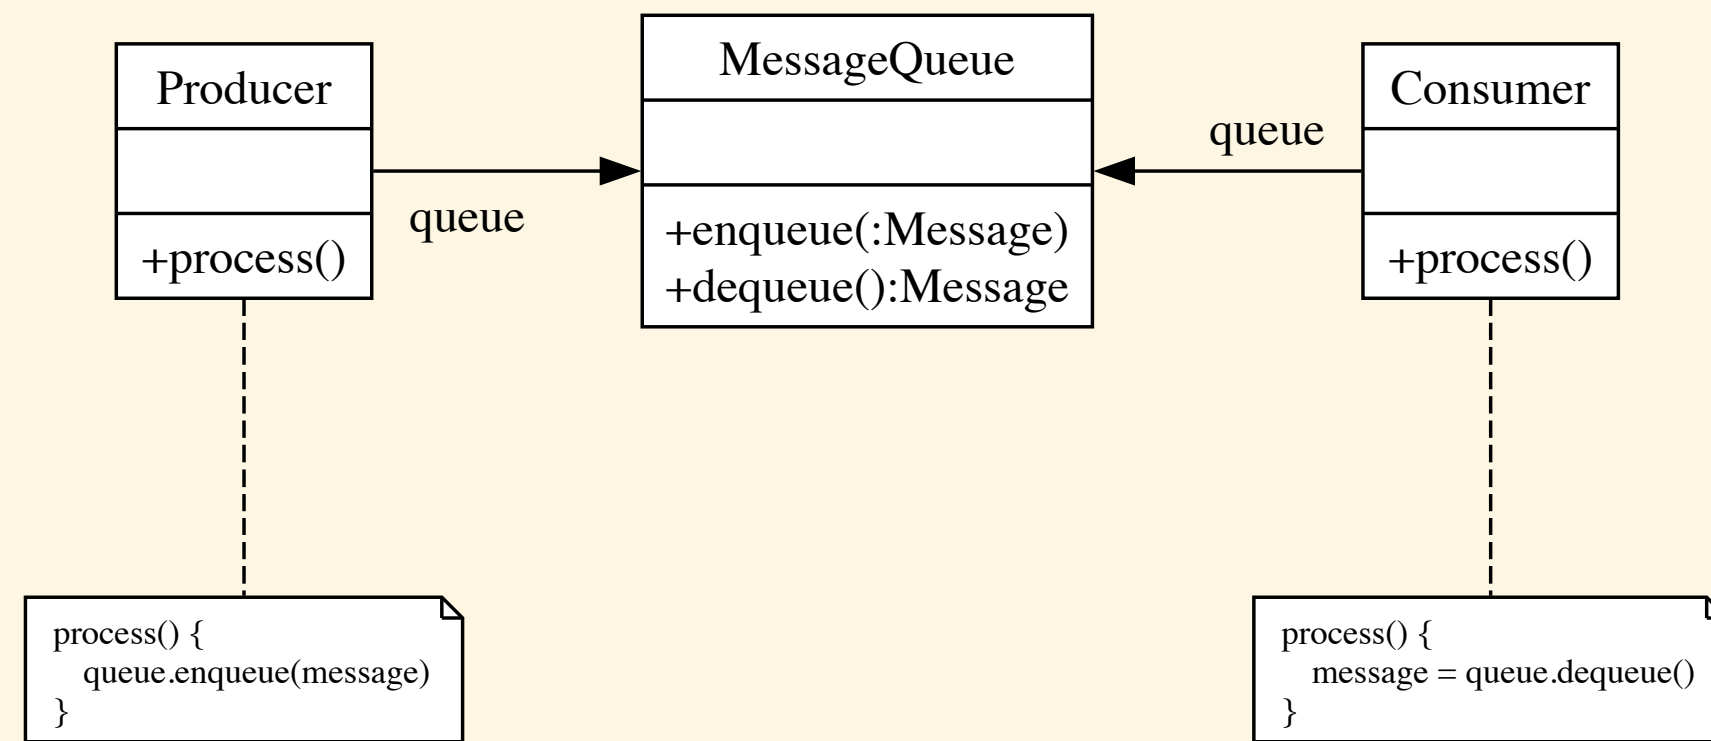 Producer
+process()
queue
MessageQueue
+enqueue(:Message)
+dequeue():Message
queue
Consumer
+process()
process() {
queue.enqueue(message)
}
process() {
message = queue.dequeue()
}